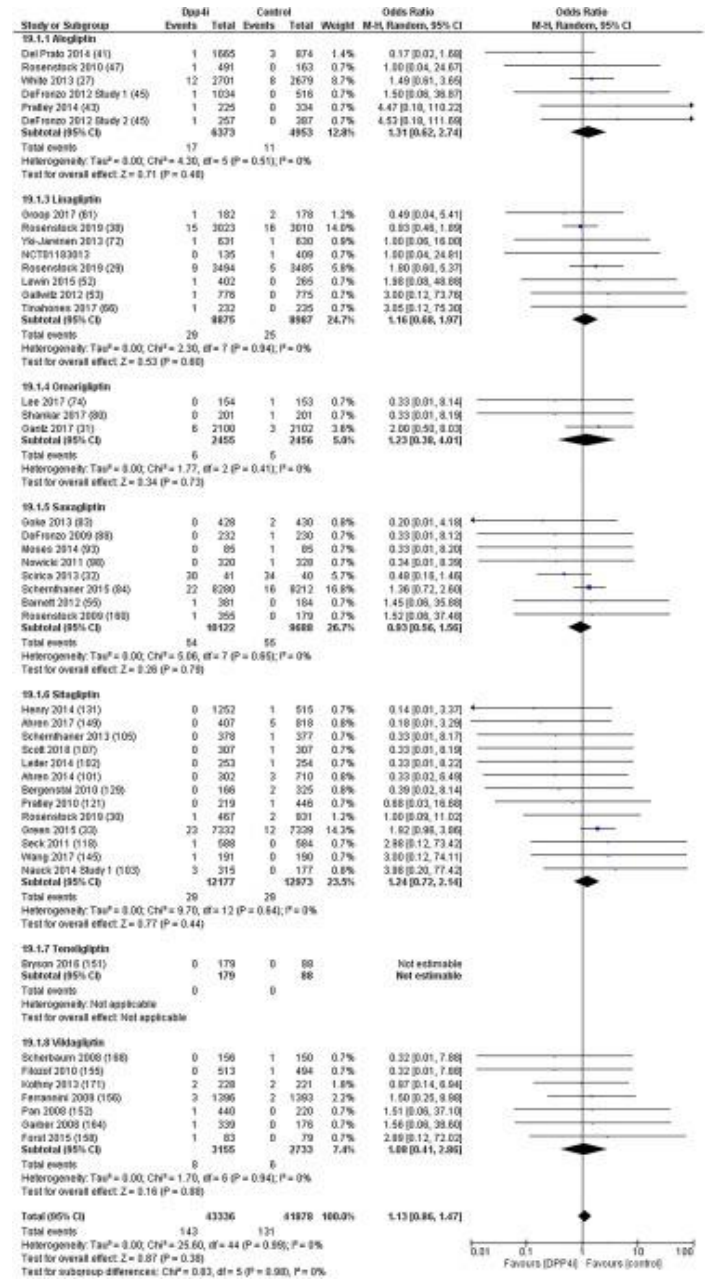 Dpp4i Control Odds Ratio Odds Ratio
Study or Subgroup Events Total Events Total Weight M-H, Random, 95% CI M-H, Random, 95% CI
19.1.1 Alogliptin
Del Prato 2014 (41) 1 1665 3 874 1.4% 0.17 [0.02, 1.68]
Rosenstock 2010 (47) 1 491 0 163 0.7% 1.00 [0.04, 24.67]
White 2013 (27) 12 2701 8 2679 8.7% 1.49 [0.61, 3.65]
DeFronzo 2012 Study 1 (45) 1 1034 0 516 0.7% 1.50 [0.06, 36.87]
Pratley 2014 (43) 1 225 0 334 0.7% 4.47 [0.18, 110.22]
DeFronzo 2012 Study 2 (45) 1 257 0 387 0.7% 4.53 [0.18, 111.69]
Subtotal (95% CI) 6373 4953 12.8% 1.31 [0.62, 2.74]
Total events 17 11
Heterogeneity: Tau² = 0.00; Chi² = 4.30, df = 5 (P = 0.51); I² = 0%
Test for overall effect: Z = 0.71 (P = 0.48)
19.1.3 Linagliptin
Groop 2017 (61) 1 182 2 178 1.2% 0.49 [0.04, 5.41]
Rosenstock 2019 (38) 15 3023 16 3010 14.0% 0.93 [0.46, 1.89]
Yki-Jarvinen 2013 (72) 1 631 1 630 0.9% 1.00 [0.06, 16.00]
NCT01183013 0 135 1 409 0.7% 1.00 [0.04, 24.81]
Rosenstock 2019 (29) 9 3494 5 3485 5.8% 1.80 [0.60, 5.37]
Lewin 2015 (52) 1 402 0 265 0.7% 1.98 [0.08, 48.88]
Gallwitz 2012 (53) 1 776 0 775 0.7% 3.00 [0.12, 73.76]
Tinahones 2017 (66) 1 232 0 235 0.7% 3.05 [0.12, 75.30]
Subtotal (95% CI) 8875 8987 24.7% 1.16 [0.68, 1.97]
Total events 29 25
Heterogeneity: Tau² = 0.00; Chi² = 2.30, df = 7 (P = 0.94); I² = 0%
Test for overall effect: Z = 0.53 (P = 0.60)
19.1.4 Omarigliptin
Lee 2017 (74) 0 154 1 153 0.7% 0.33 [0.01, 8.14]
Shankar 2017 (80) 0 201 1 201 0.7% 0.33 [0.01, 8.19]
Gantz 2017 (31) 6 2100 3 2102 3.6% 2.00 [0.50, 8.03]
Subtotal (95% CI) 2455 2456 5.0% 1.23 [0.38, 4.01]
Total events 6 5
Heterogeneity: Tau² = 0.00; Chi² = 1.77, df = 2 (P = 0.41); I² = 0%
Test for overall effect: Z = 0.34 (P = 0.73)
19.1.5 Saxagliptin
Goke 2013 (83) 0 428 2 430 0.8% 0.20 [0.01, 4.18]
DeFronzo 2009 (88) 0 232 1 230 0.7% 0.33 [0.01, 8.12]
Moses 2014 (93) 0 85 1 85 0.7% 0.33 [0.01, 8.20]
Nowicki 2011 (98) 0 320 1 328 0.7% 0.34 [0.01, 8.39]
Scirica 2013 (32) 30 41 34 40 5.7% 0.48 [0.16, 1.46]
Schernthaner 2015 (84) 22 8280 16 8212 16.8% 1.36 [0.72, 2.60]
Barnett 2012 (55) 1 381 0 184 0.7% 1.45 [0.06, 35.88]
Rosenstock 2009 (160) 1 355 0 179 0.7% 1.52 [0.06, 37.48]
Subtotal (95% CI) 10122 9688 26.7% 0.93 [0.56, 1.56]
Total events 54 55
Heterogeneity: Tau² = 0.00; Chi² = 5.06, df = 7 (P = 0.65); I² = 0%
Test for overall effect: Z = 0.26 (P = 0.79)
19.1.6 Sitagliptin
Henry 2014 (131) 0 1252 1 515 0.7% 0.14 [0.01, 3.37]
Ahren 2017 (149) 0 407 5 818 0.8% 0.18 [0.01, 3.29]
Schernthaner 2013 (105) 0 378 1 377 0.7% 0.33 [0.01, 8.17]
Scott 2018 (107) 0 307 1 307 0.7% 0.33 [0.01, 8.19]
Leiter 2014 (102) 0 253 1 254 0.7% 0.33 [0.01, 8.22]
Ahren 2014 (101) 0 302 3 710 0.8% 0.33 [0.02, 6.49]
Bergenstal 2010 (129) 0 166 2 325 0.8% 0.39 [0.02, 8.14]
Pratley 2010 (121) 0 219 1 446 0.7% 0.68 [0.03, 16.68]
Rosenstock 2019 (30) 1 467 2 931 1.2% 1.00 [0.09, 11.02]
Green 2015 (33) 23 7332 12 7339 14.3% 1.92 [0.96, 3.86]
Seck 2011 (118) 1 588 0 584 0.7% 2.98 [0.12, 73.42]
Wang 2017 (145) 1 191 0 190 0.7% 3.00 [0.12, 74.11]
Nauck 2014 Study 1 (103) 3 315 0 177 0.8% 3.98 [0.20, 77.42]
Subtotal (95% CI) 12177 12973 23.5% 1.24 [0.72, 2.14]
Total events 29 29
Heterogeneity: Tau² = 0.00; Chi² = 9.70, df = 12 (P = 0.64); I² = 0%
Test for overall effect: Z = 0.77 (P = 0.44)
19.1.7 Teneligliptin
Bryson 2016 (151) 0 179 0 88 Not estimable
Subtotal (95% CI) 179 88 Not estimable
Total events 0 0
Heterogeneity: Not applicable
Test for overall effect: Not applicable
19.1.8 Vildagliptin
Scherbaum 2008 (168) 0 156 1 150 0.7% 0.32 [0.01, 7.88]
Filozof 2010 (155) 0 513 1 494 0.7% 0.32 [0.01, 7.88]
Kothny 2013 (171) 2 228 2 221 1.8% 0.97 [0.14, 6.94]
Ferrannini 2009 (156) 3 1396 2 1393 2.2% 1.50 [0.25, 8.98]
Pan 2008 (152) 1 440 0 220 0.7% 1.51 [0.06, 37.10]
Garber 2008 (164) 1 339 0 176 0.7% 1.56 [0.06, 38.60]
Forst 2015 (158) 1 83 0 79 0.7% 2.89 [0.12, 72.02]
Subtotal (95% CI) 3155 2733 7.4% 1.08 [0.41, 2.86]
Total events 8 6
Heterogeneity: Tau² = 0.00; Chi² = 1.70, df = 6 (P = 0.94); I² = 0%
Test for overall effect: Z = 0.16 (P = 0.88)
Total (95% CI) 43336 41878 100.0% 1.13 [0.86, 1.47]
Total events 143 131
Heterogeneity: Tau² = 0.00; Chi² = 25.60, df = 44 (P = 0.99); I² = 0%
Test for overall effect: Z = 0.87 (P = 0.38)
Test for subgroup differences: Chi² = 0.83, df = 5 (P = 0.98), I² = 0%
0.01 0.1 10 100
Favours [DPP4i] Favours [control]